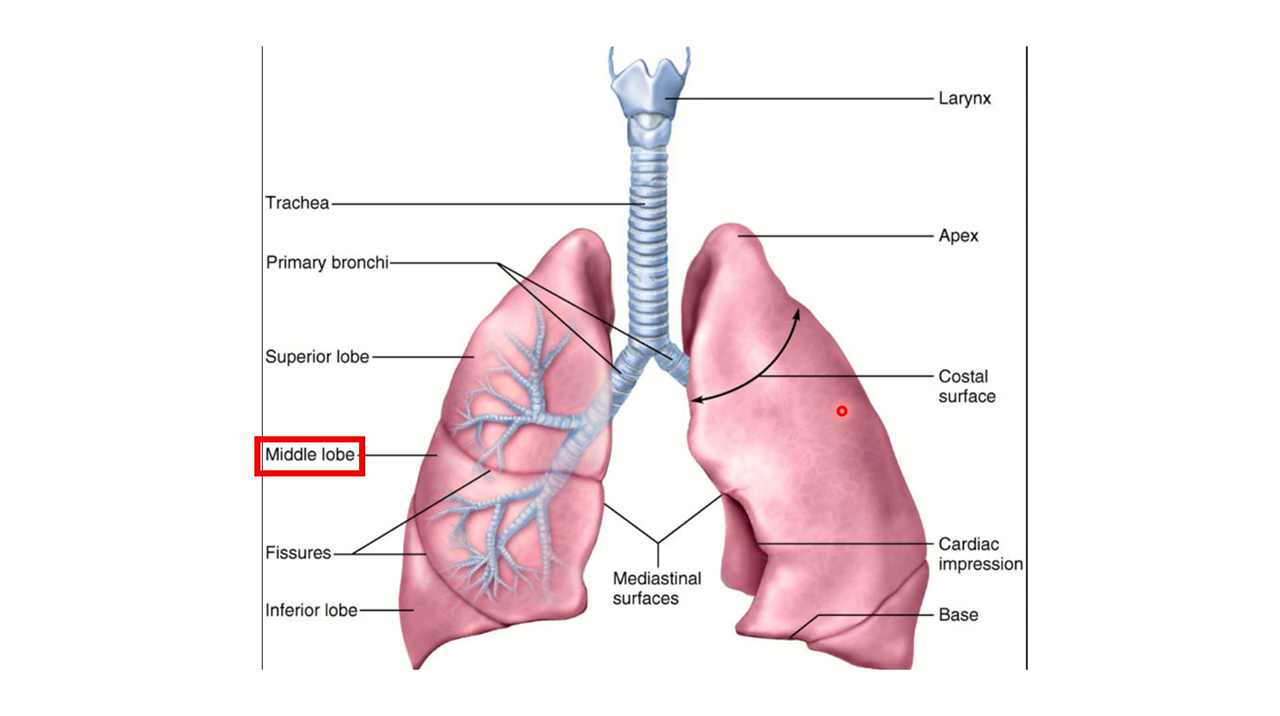 Larynx
Trachea
Apex
Primary bronchi
Superior lobe
Costal
surface
Middle lobe
Fissures
Cardiac
impression
Mediastinal
surfaces
Inferior lobe
Base